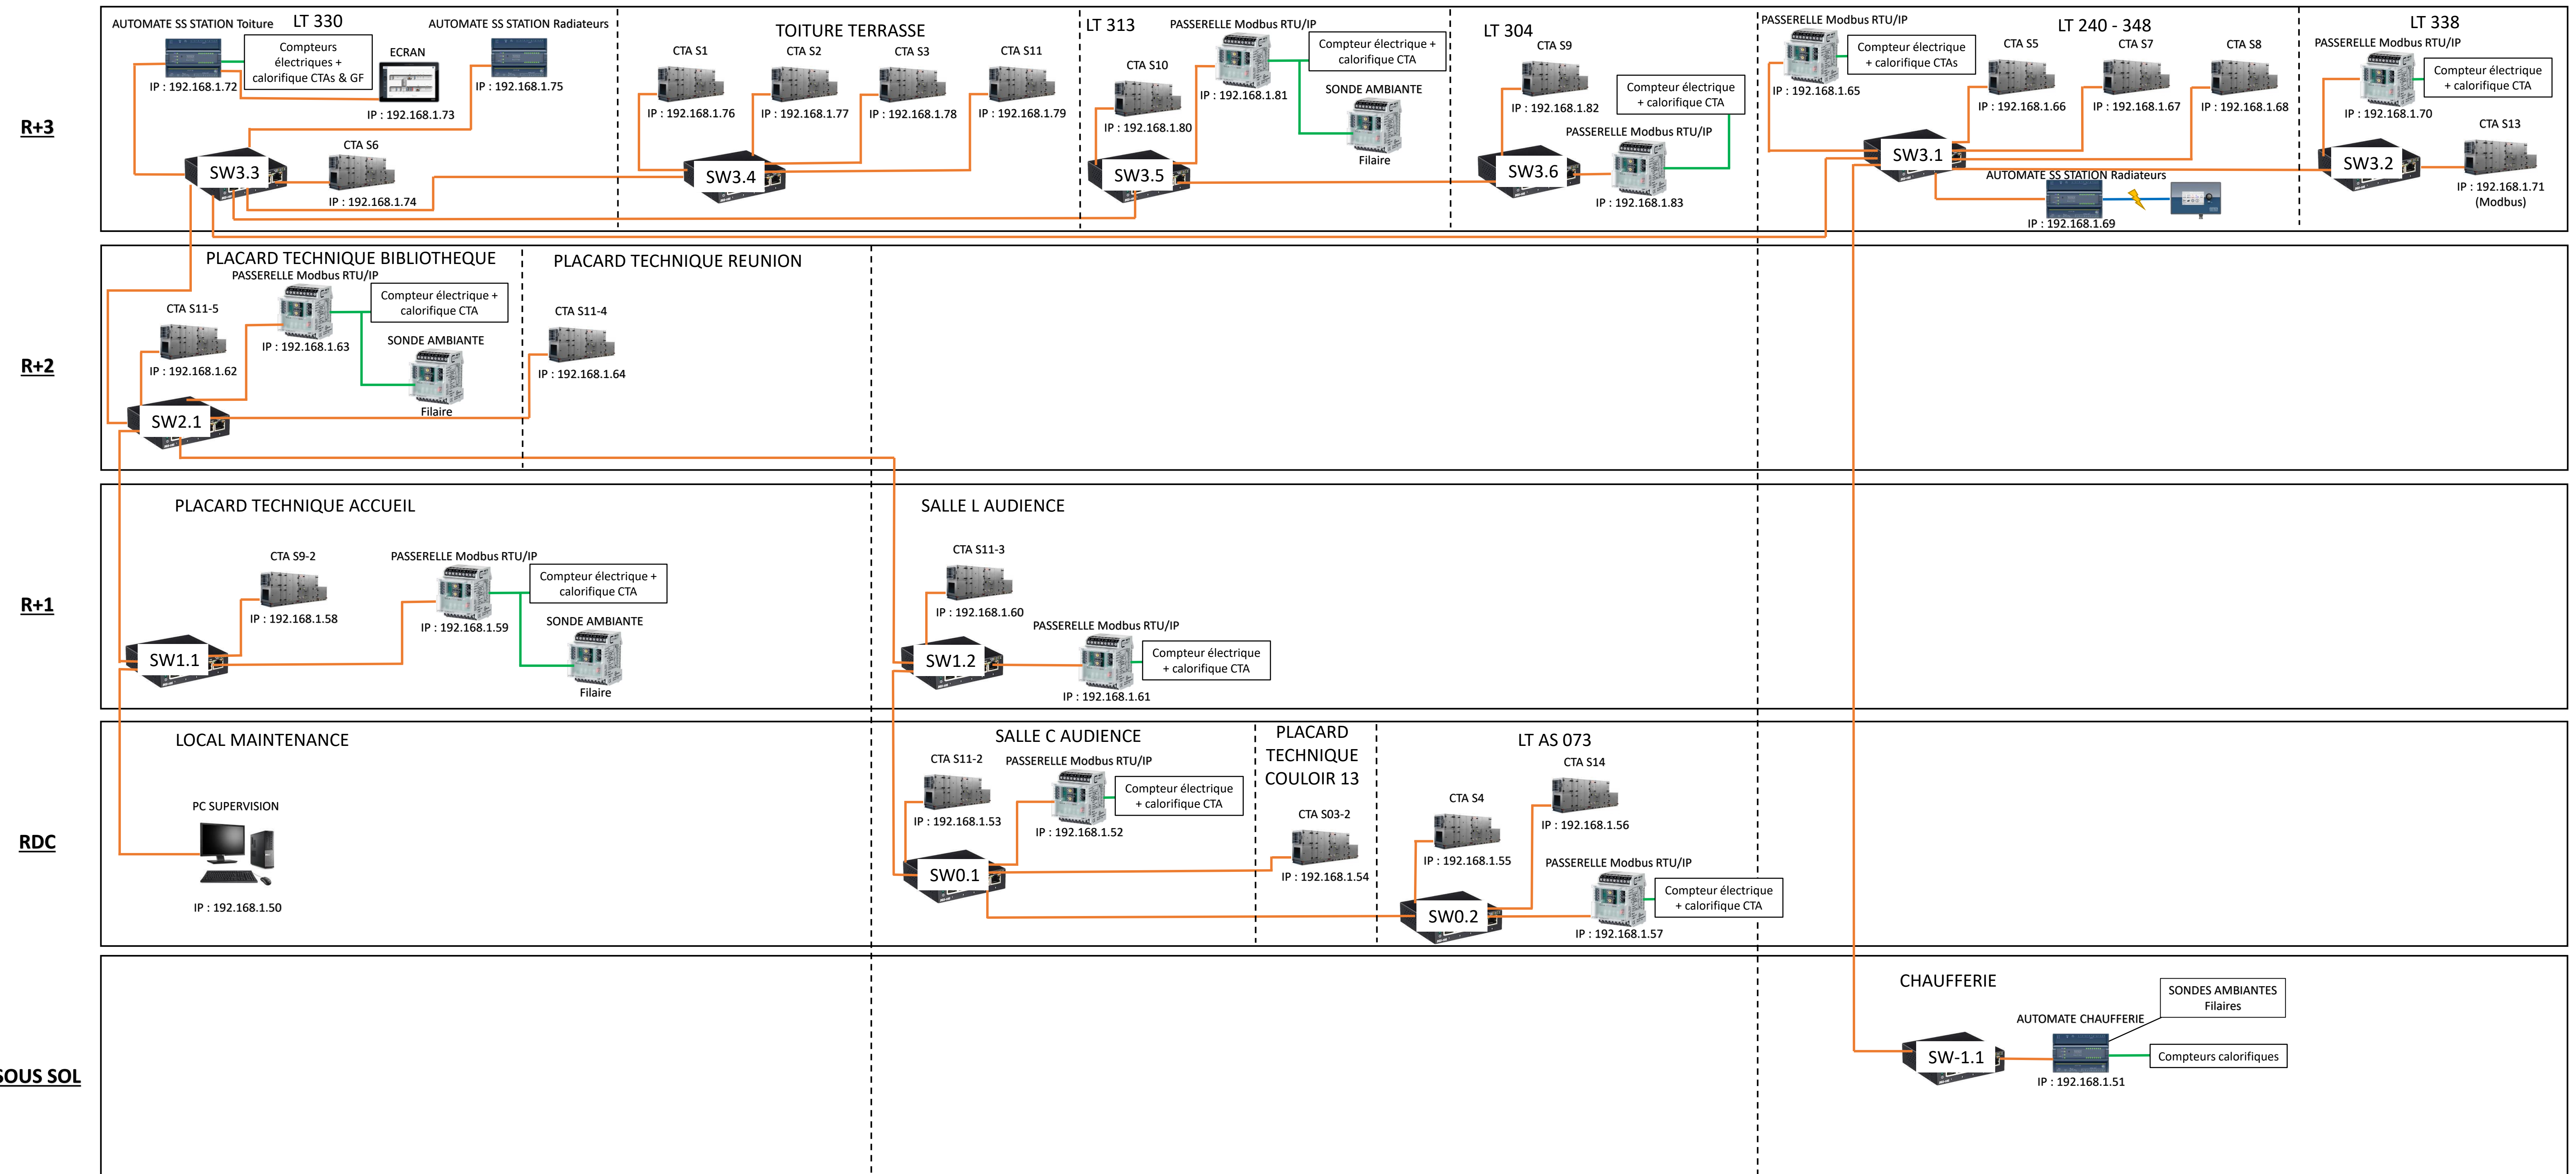 R+3
LT 330
AUTOMATE SS STATION Toiture
IP : 192.168.1.72
Compteurs
électriques +
calorifique CTAs & GF
ECRAN
IP : 192.168.1.73
AUTOMATE SS STATION Radiateurs
IP : 192.168.1.75
SW3.3
CTA S6
IP : 192.168.1.74
TOITURE TERRASSE
CTA S1
IP : 192.168.1.76
CTA S2
IP : 192.168.1.77
CTA S3
IP : 192.168.1.78
CTA S11
IP : 192.168.1.79
SW3.4
LT 313
CTA S10
IP : 192.168.1.80
PASSERELLE Modbus RTU/IP
IP : 192.168.1.81
Compteur électrique +
calorifique CTA
SONDE AMBIANTE
Filaire
SW3.5
LT 304
CTA S9
IP : 192.168.1.82
Compteur électrique
+ calorifique CTA
PASSERELLE Modbus RTU/IP
IP : 192.168.1.83
SW3.6
PASSERELLE Modbus RTU/IP
IP : 192.168.1.65
Compteur électrique
+ calorifique CTAs
LT 240 - 348
CTA S5
IP : 192.168.1.66
CTA S7
IP : 192.168.1.67
CTA S8
IP : 192.168.1.68
SW3.1
AUTOMATE SS STATION Radiateurs
IP : 192.168.1.69
LT 338
PASSERELLE Modbus RTU/IP
IP : 192.168.1.70
Compteur électrique
+ calorifique CTA
SW3.2
CTA S13
IP : 192.168.1.71
(Modbus)
R+2
PLACARD TECHNIQUE BIBLIOTHEQUE
PASSERELLE Modbus RTU/IP
IP : 192.168.1.63
Compteur électrique +
calorifique CTA
CTA S11-5
IP : 192.168.1.62
SONDE AMBIANTE
Filaire
SW2.1
PLACARD TECHNIQUE REUNION
CTA S11-4
IP : 192.168.1.64
R+1
PLACARD TECHNIQUE ACCUEIL
CTA S9-2
IP : 192.168.1.58
PASSERELLE Modbus RTU/IP
IP : 192.168.1.59
Compteur électrique +
calorifique CTA
SONDE AMBIANTE
Filaire
SW1.1
SALLE L AUDIENCE
CTA S11-3
IP : 192.168.1.60
PASSERELLE Modbus RTU/IP
IP : 192.168.1.61
Compteur électrique
+ calorifique CTA
SW1.2
RDC
LOCAL MAINTENANCE
PC SUPERVISION
IP : 192.168.1.50
SALLE C AUDIENCE
CTA S11-2
IP : 192.168.1.53
PASSERELLE Modbus RTU/IP
IP : 192.168.1.52
Compteur électrique
+ calorifique CTA
SW0.1
PLACARD
TECHNIQUE
COULOIR 13
CTA S03-2
IP : 192.168.1.54
LT AS 073
CTA S14
IP : 192.168.1.56
CTA S4
IP : 192.168.1.55
PASSERELLE Modbus RTU/IP
IP : 192.168.1.57
Compteur électrique
+ calorifique CTA
SW0.2
SOUS SOL
CHAUFFERIE
SONDES AMBIANTES
Filaires
AUTOMATE CHAUFFERIE
IP : 192.168.1.51
Compteurs calorifiques
SW-1.1